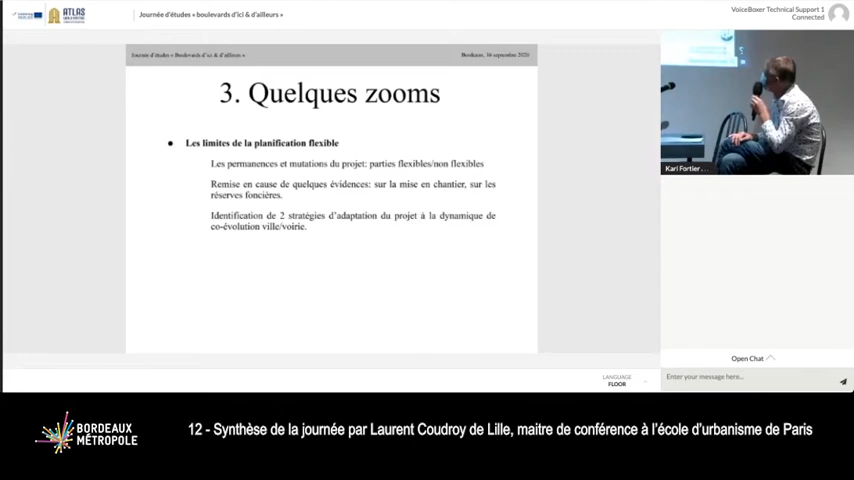 ATLAS
Journée d'études « boulevards d'ici & d'ailleurs »
VoiceBoxer Technical Support 1
Connected
Journée d'études « Boulevards d'ici & d'ailleurs »
Bordeaux, 16 septembre 2020
3. Quelques zooms
Les limites de la planification flexible
Les permanences et mutations du projet: parties flexibles/non flexibles
Remise en cause de quelques évidences: sur la mise en chantier, sur les
réserves foncières.
Identification de 2 stratégies d'adaptation du projet à la dynamique de
co-évolution ville/voirie.
Karl Fortier ...
Open Chat
LANGUAGE
FLOOR
Enter your message here...
BORDEAUX
MÉTROPOLE
12 - Synthèse de la journée par Laurent Coudroy de Lille, maitre de conférence à l'école d'urbanisme de Paris